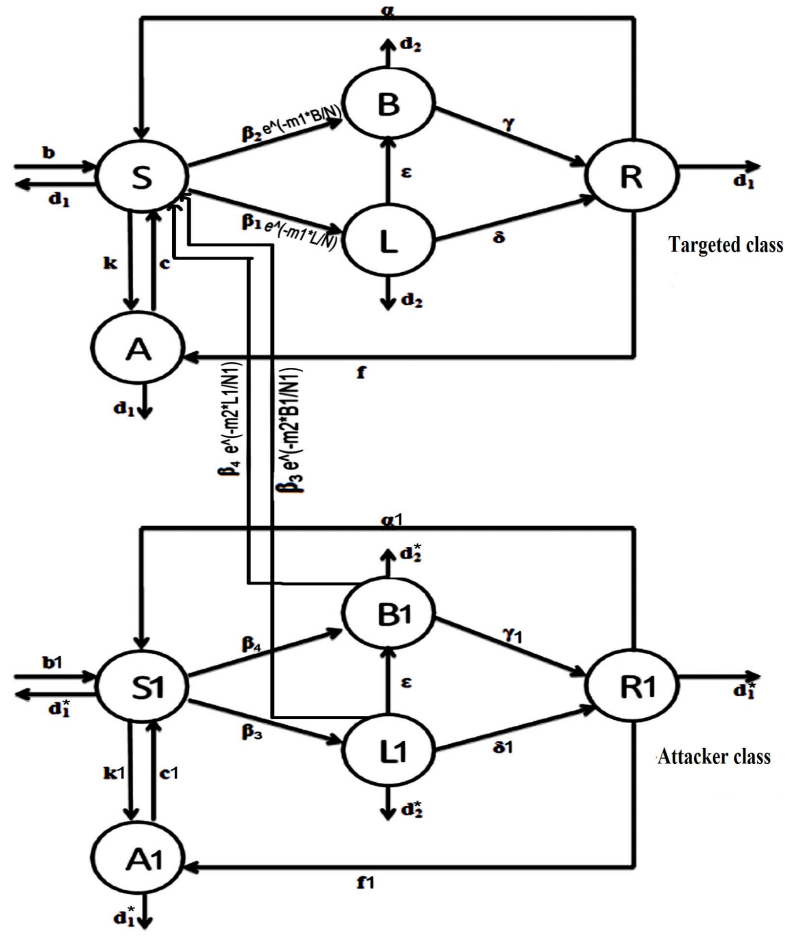 α
d₂
B
β₂ e^(-m1*B/N)
γ
b
S
ε
R
d₁
d₁
β₁ e^(-m1*L/N)
L
δ
Targeted class
k
c
d₂
A
f
d₁
β₄ e^(-m2*L1/N1)
β₃ e^(-m2*B1/N1)
α1
d₂*
B1
β₄
γ₁
b1
S1
ε
R1
d₁*
d₁*
β₃
L1
δ1
Attacker class
k1
c1
d₂*
A1
f1
d₁*